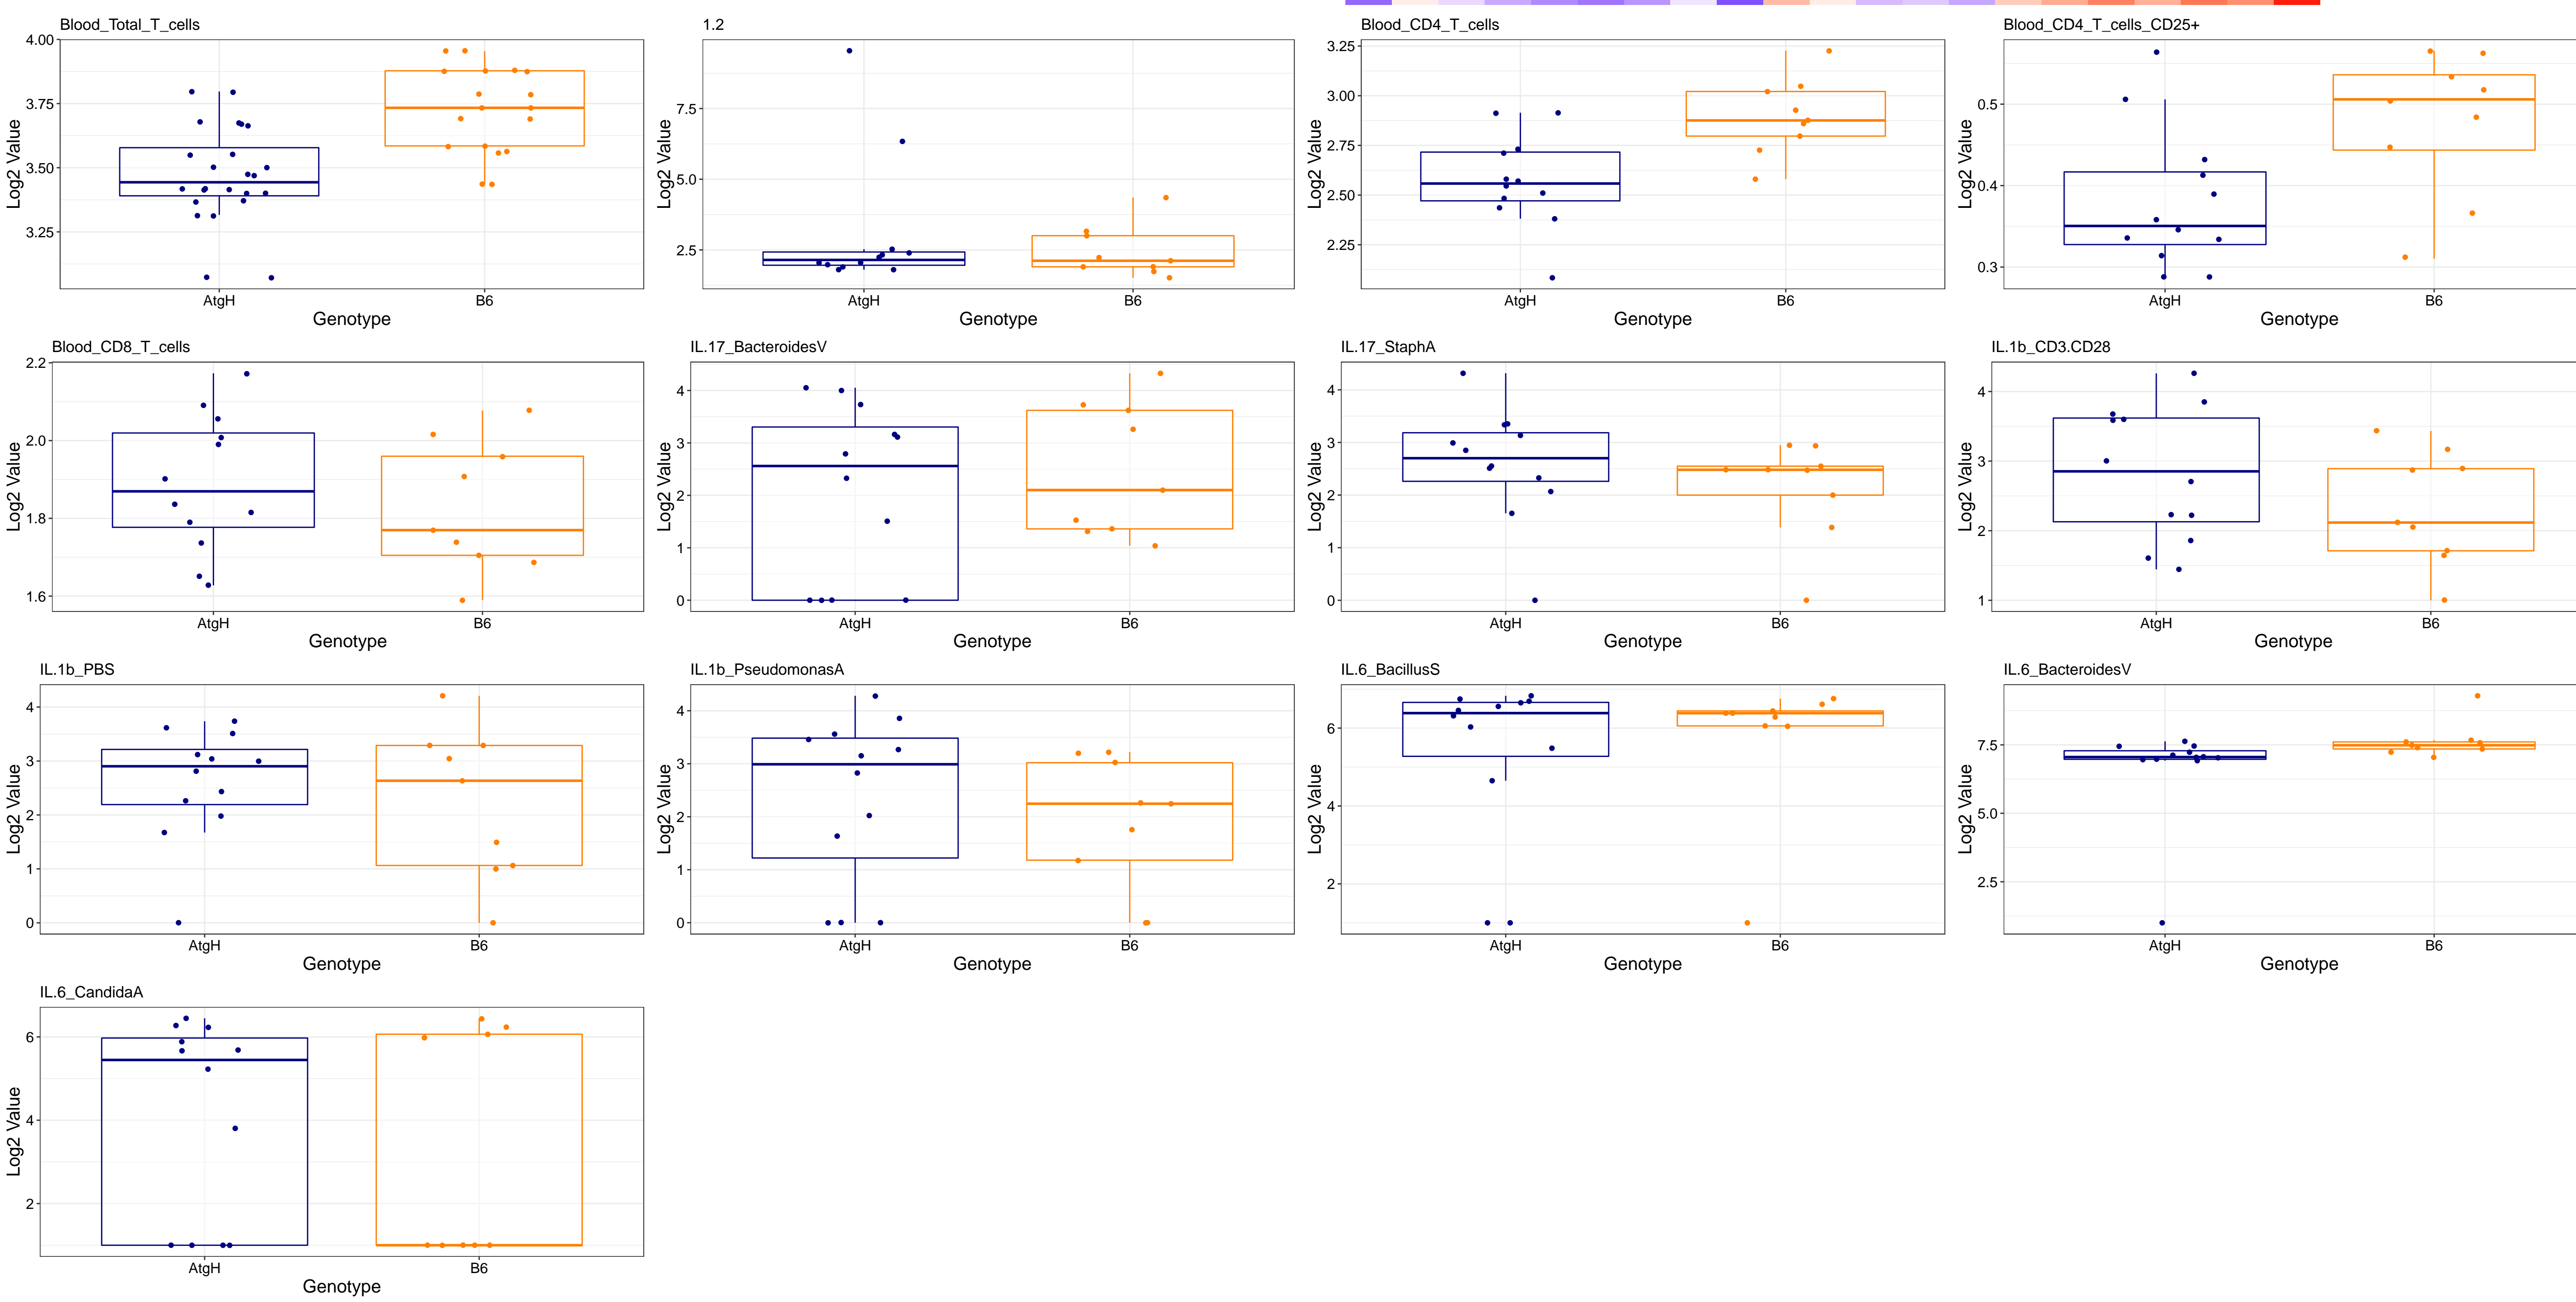 Blood_Total_T_cells
Log2 Value
4.00
3.75
3.50
3.25
AtgH
B6
Genotype
1.2
Log2 Value
7.5
5.0
2.5
AtgH
B6
Genotype
Blood_CD4_T_cells
Log2 Value
3.25
3.00
2.75
2.50
2.25
AtgH
B6
Genotype
Blood_CD4_T_cells_CD25+
Log2 Value
0.5
0.4
0.3
AtgH
B6
Genotype
Blood_CD8_T_cells
Log2 Value
2.2
2.0
1.8
1.6
AtgH
B6
Genotype
IL.17_BacteroidesV
Log2 Value
4
3
2
1
0
AtgH
B6
Genotype
IL.17_StaphA
Log2 Value
4
3
2
1
0
AtgH
B6
Genotype
IL.1b_CD3.CD28
Log2 Value
4
3
2
1
AtgH
B6
Genotype
IL.1b_PBS
Log2 Value
4
3
2
1
0
AtgH
B6
Genotype
IL.1b_PseudomonasA
Log2 Value
4
3
2
1
0
AtgH
B6
Genotype
IL.6_BacillusS
Log2 Value
6
4
2
AtgH
B6
Genotype
IL.6_BacteroidesV
Log2 Value
7.5
5.0
2.5
AtgH
B6
Genotype
IL.6_CandidaA
Log2 Value
6
4
2
AtgH
B6
Genotype